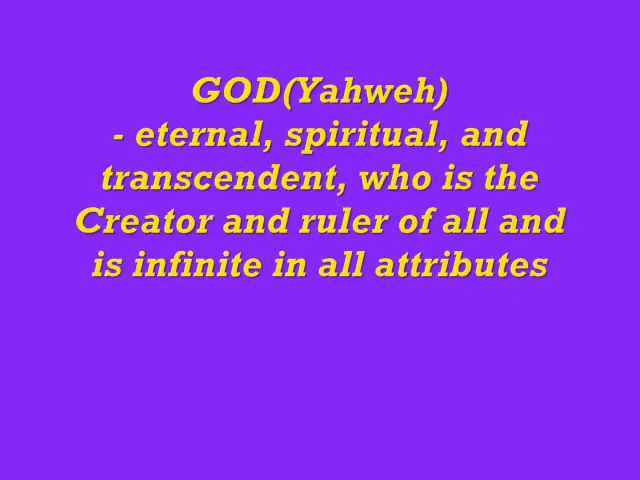 GOD(Yahweh)
- eternal, spiritual, and
transcendent, who is the
Creator and ruler of all and
is infinite in all attributes